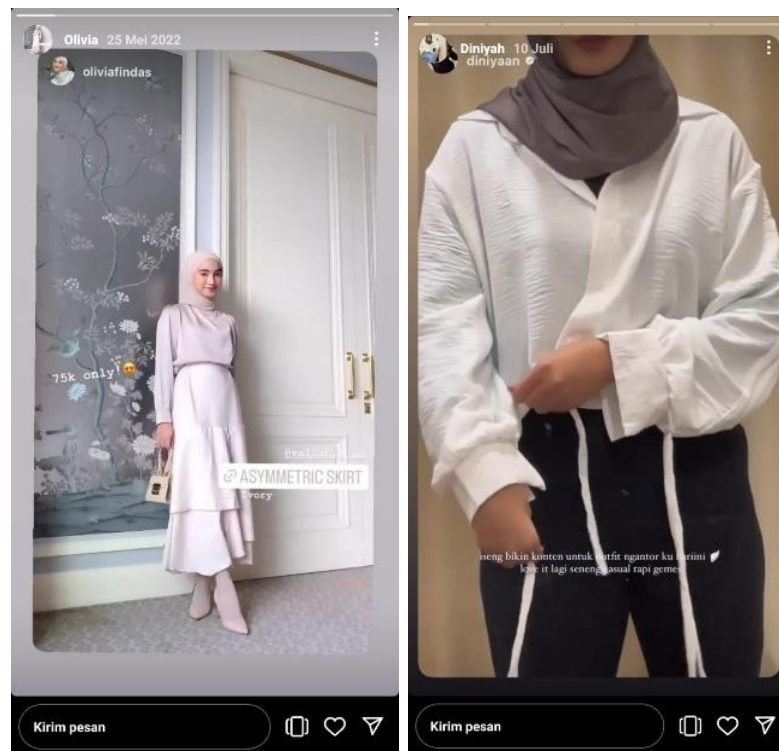 Olivia 25 Mei 2022
oliviafindas
75k only!😍
ASYMMETRIC SKIRT
Ivory
Kirim pesan
Diniyah 10 Juli
diniyaan
iseng bikin konten untuk outfit ngantor ku hariini
love it lagi seneng casual rapi gemes
Kirim pesan